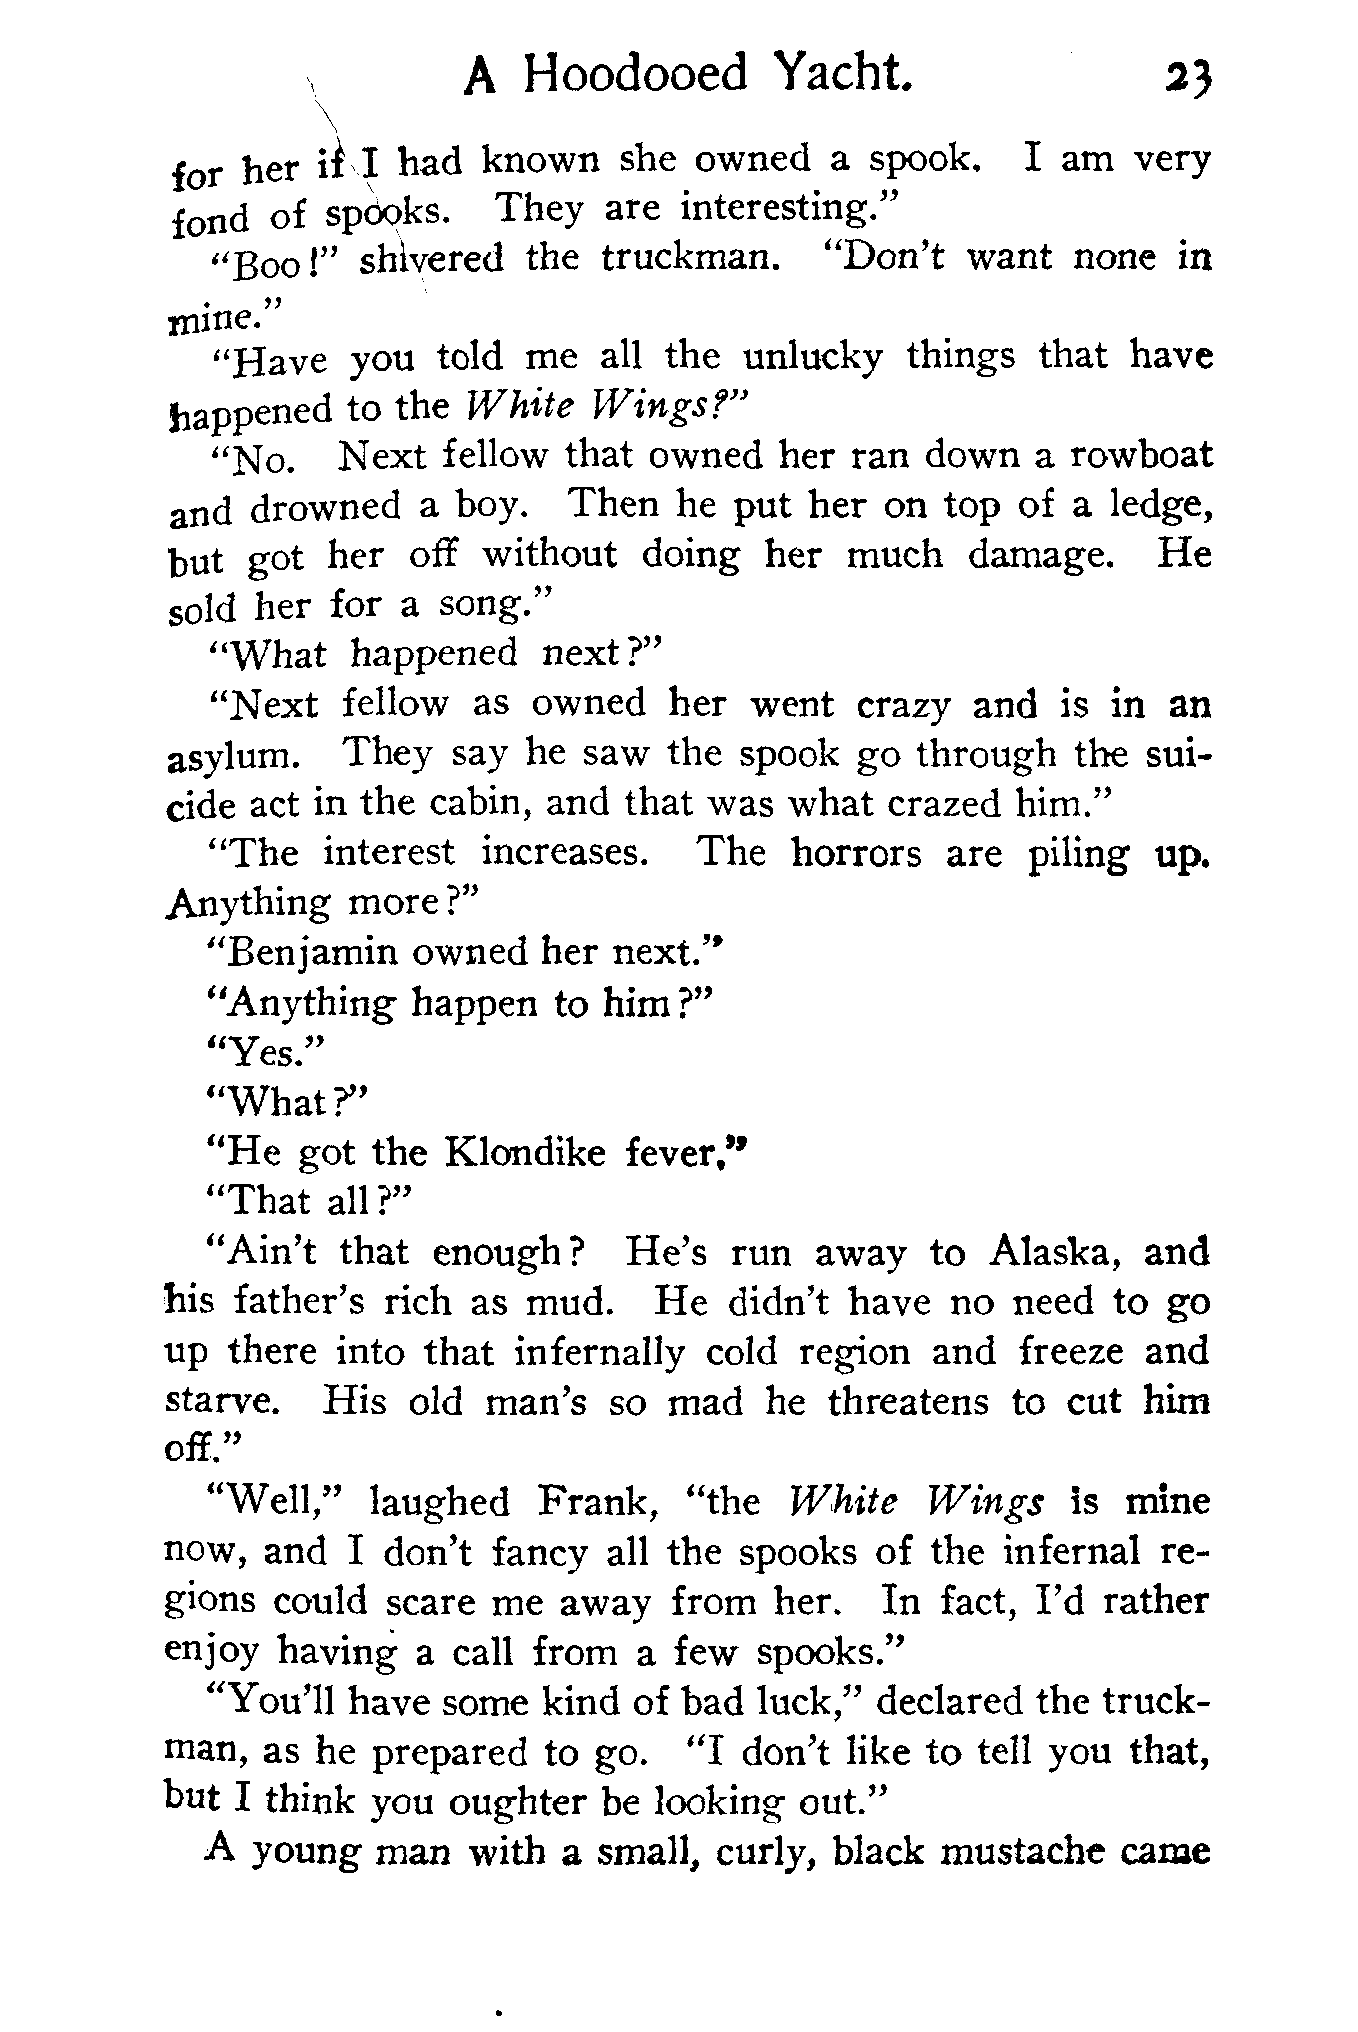 A Hoodooed Yacht. 23
for her if I had known she owned a spook. I am very
fond of spooks. They are interesting."
"Boo!" shivered the truckman. "Don't want none in
mine."
"Have you told me all the unlucky things that have
happened to the White Wings?"
"No. Next fellow that owned her ran down a rowboat
and drowned a boy. Then he put her on top of a ledge,
but got her off without doing her much damage. He
sold her for a song."
"What happened next?"
"Next fellow as owned her went crazy and is in an
asylum. They say he saw the spook go through the sui-
cide act in the cabin, and that was what crazed him."
"The interest increases. The horrors are piling up.
Anything more?"
"Benjamin owned her next."
"Anything happen to him?"
"Yes."
"What?"
"He got the Klondike fever."
"That all?"
"Ain't that enough? He's run away to Alaska, and
his father's rich as mud. He didn't have no need to go
up there into that infernally cold region and freeze and
starve. His old man's so mad he threatens to cut him
off."
"Well," laughed Frank, "the White Wings is mine
now, and I don't fancy all the spooks of the infernal re-
gions could scare me away from her. In fact, I'd rather
enjoy having a call from a few spooks."
"You'll have some kind of bad luck," declared the truck-
man, as he prepared to go. "I don't like to tell you that,
but I think you oughter be looking out."
A young man with a small, curly, black mustache came